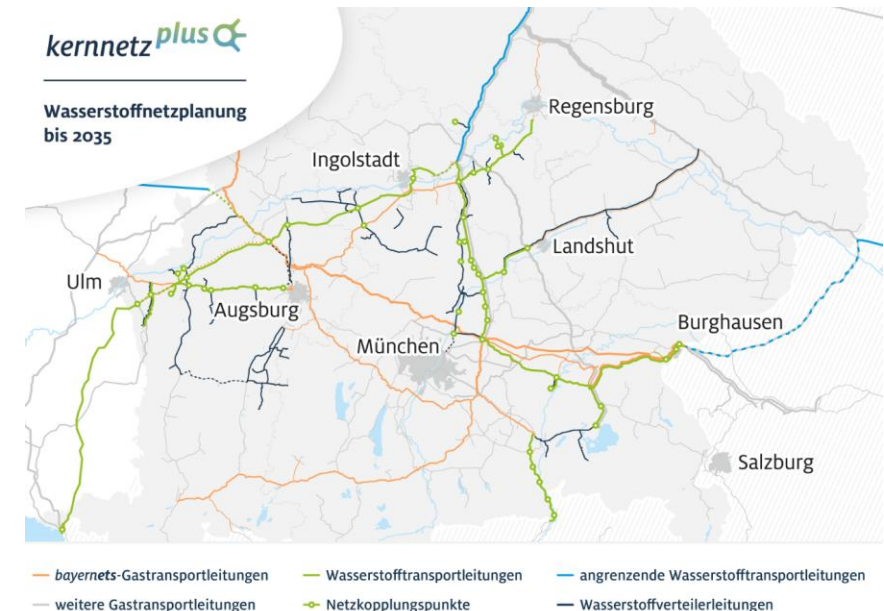 kernnetz plus
Wasserstoffnetzplanung
bis 2035
Regensburg
Ingolstadt
Landshut
Ulm
Augsburg
Burghausen
München
Salzburg
bayernets-Gastransportleitungen
Wasserstofftransportleitungen
angrenzende Wasserstofftransportleitungen
weitere Gastransportleitungen
Netzkopplungspunkte
Wasserstoffverteilerleitungen